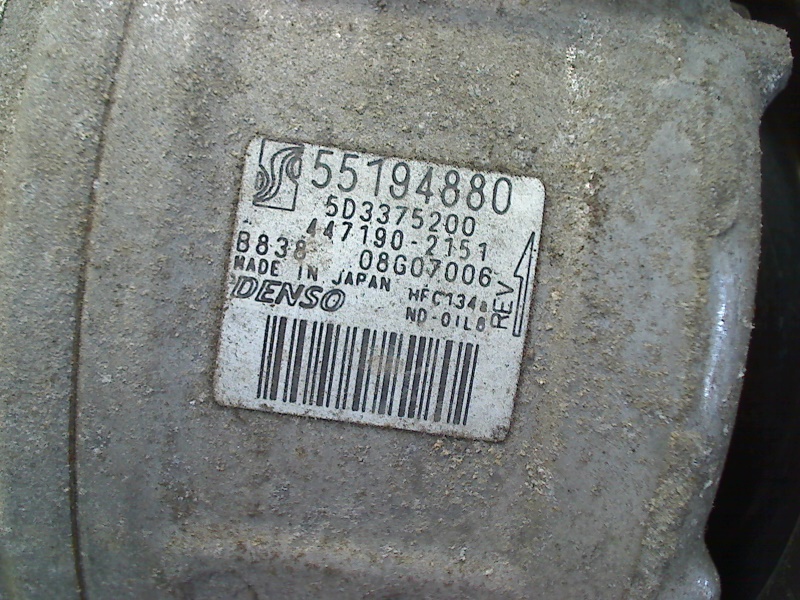 55194880
5D3375200
447190-2151
B838 08G07006
MADE IN JAPAN
HFC134a
DENSO
ND-OIL8
REV